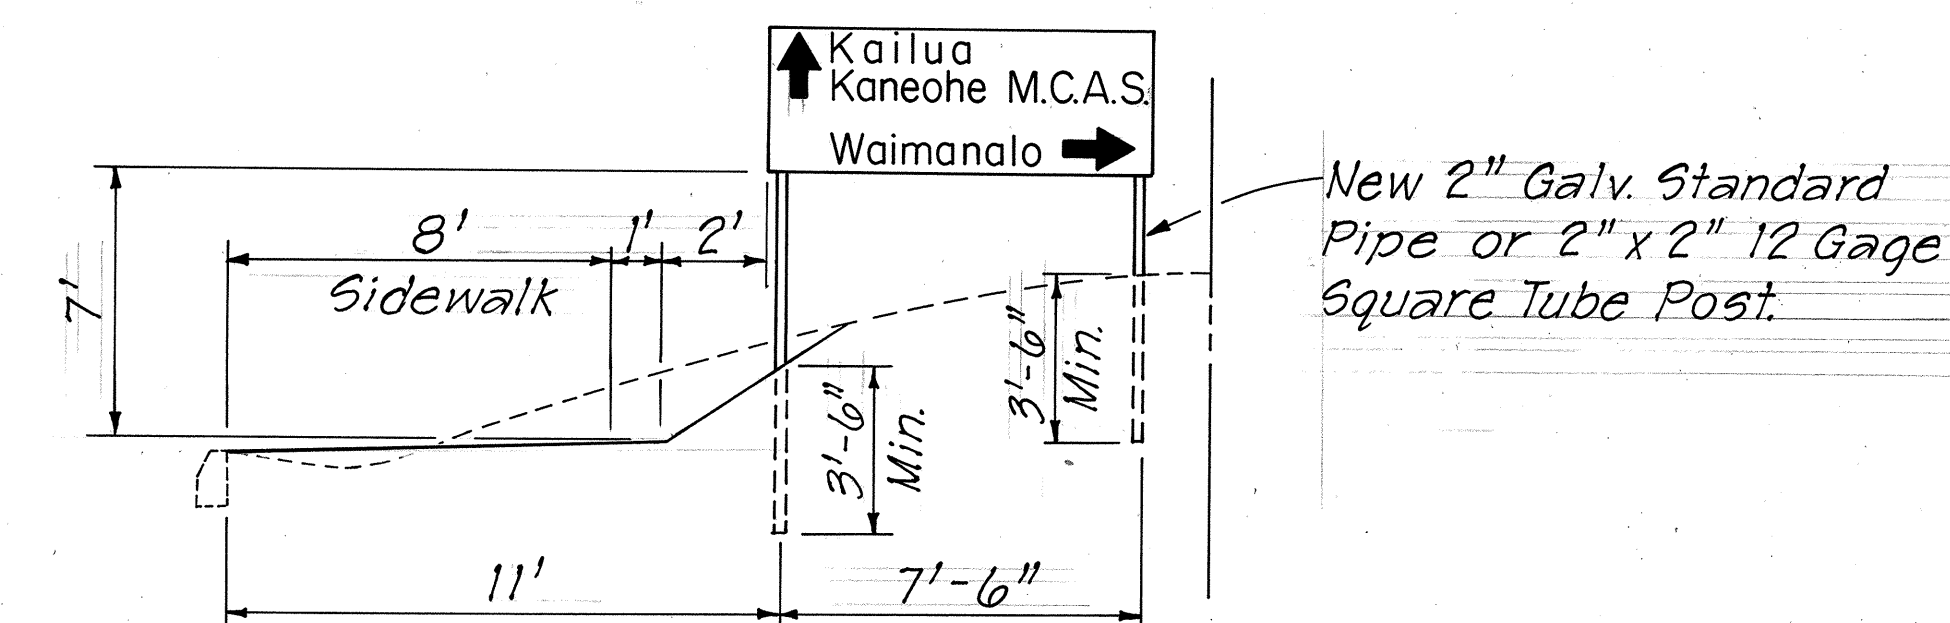 Kailua
Kaneohe M.C.A.S.
Waimanalo
New 2" Galv. Standard
Pipe or 2" x 2" 12 Gage
Square Tube Post.
8' 1' 2'
Sidewalk
7'
3'-6"
Min.
3'-6"
Min.
11' 7'-6"